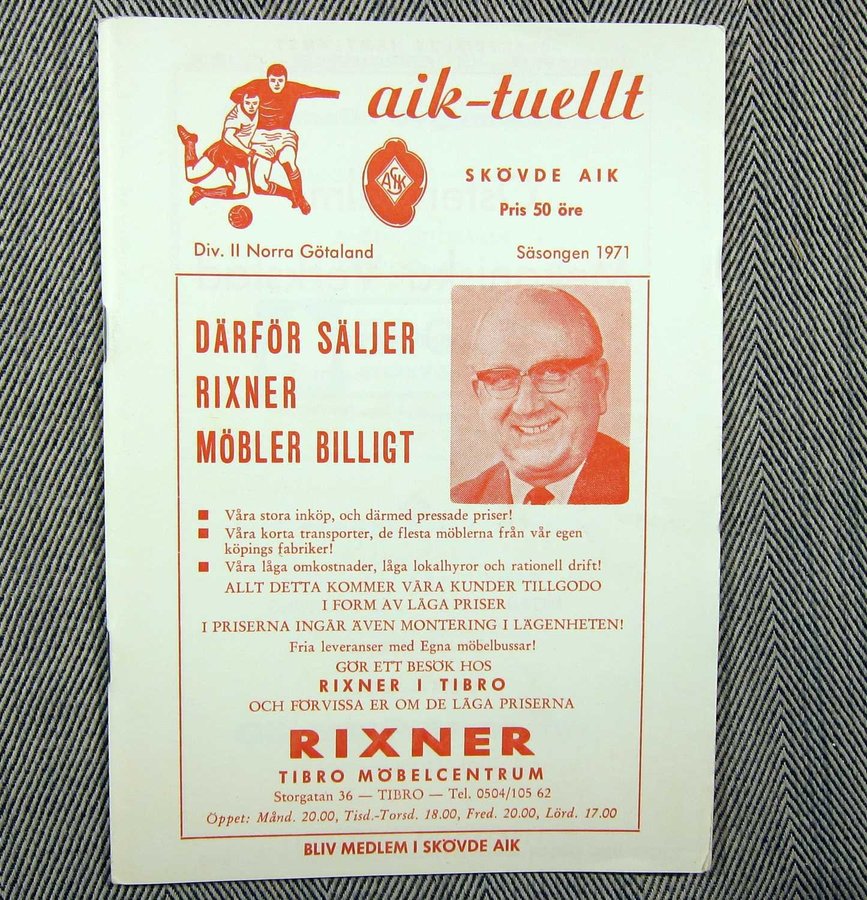 aik-tuellt
ASIK
SKÖVDE AIK
Pris 50 öre
Div. II Norra Götaland
Säsongen 1971
DÄRFÖR SÄLJER
RIXNER
MÖBLER BILLIGT
Våra stora inköp, och därmed pressade priser!
Våra korta transporter, de flesta möblerna från vår egen
köpings fabriker!
Våra låga omkostnader, låga lokalhyror och rationell drift!
ALLT DETTA KOMMER VÅRA KUNDER TILLGODO
I FORM AV LÅGA PRISER
I PRISERNA INGÅR ÄVEN MONTERING I LÄGENHETEN!
Fria leveranser med Egna möbelbussar!
GÖR ETT BESÖK HOS
RIXNER I TIBRO
OCH FÖRVISSA ER OM DE LÅGA PRISERNA
RIXNER
TIBRO MÖBELCENTRUM
Storgatan 36 — TIBRO — Tel. 0504/105 62
Öppet: Månd. 20.00, Tisd.-Torsd. 18.00, Fred. 20.00, Lörd. 17.00
BLIV MEDLEM I SKÖVDE AIK